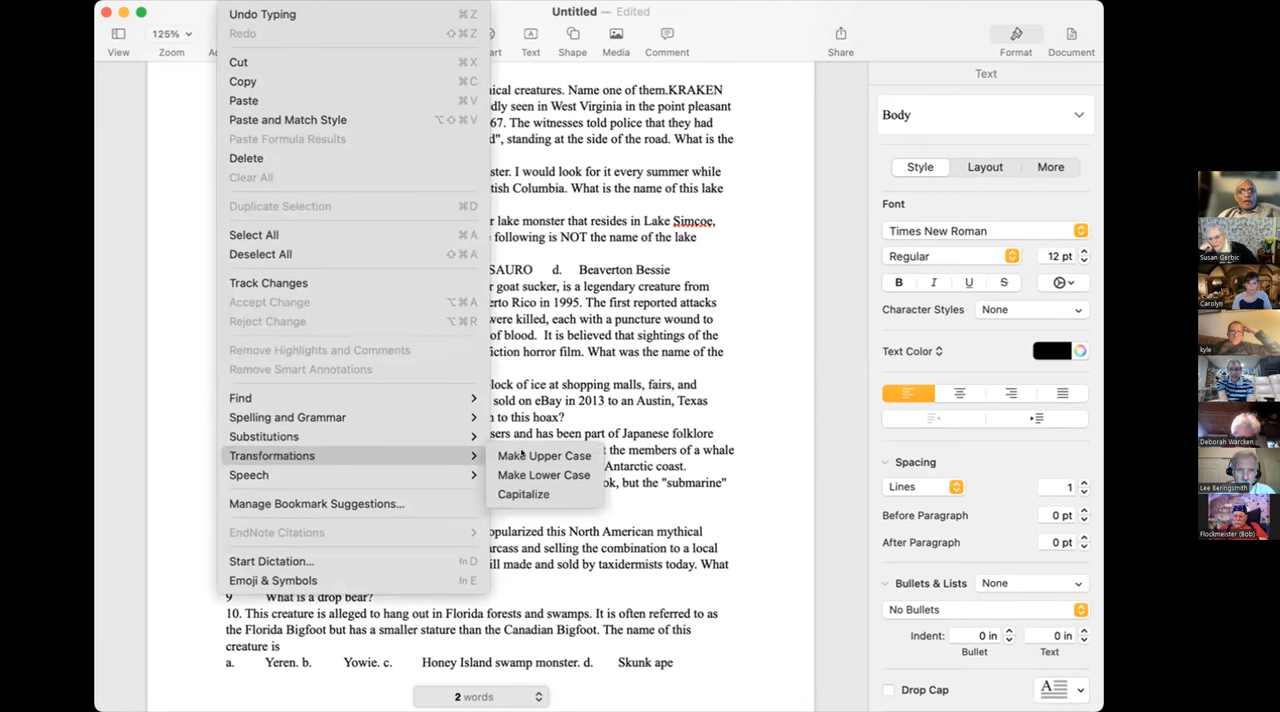 Untitled — Edited
View
125%
Zoom
Text
Shape
Media
Comment
Share
Format
Document
Undo Typing ⌘Z
Redo ⇧⌘Z
Cut ⌘X
Copy ⌘C
Paste ⌘V
Paste and Match Style ⌥⇧⌘V
Paste Formula Results
Delete
Clear All
Duplicate Selection ⌘D
Select All ⌘A
Deselect All ⇧⌘A
Track Changes
Accept Change ⌥⌘A
Reject Change ⌥⌘R
Remove Highlights and Comments
Remove Smart Annotations
Find
Spelling and Grammar
Substitutions
Transformations
Speech
Manage Bookmark Suggestions...
EndNote Citations
Start Dictation... fn D
Emoji & Symbols fn E
Make Upper Case
Make Lower Case
Capitalize
ical creatures. Name one of them.KRAKEN
dly seen in West Virginia in the point pleasant
67. The witnesses told police that they had
d", standing at the side of the road. What is the
ster. I would look for it every summer while
tish Columbia. What is the name of this lake
r lake monster that resides in Lake Simcoe,
e following is NOT the name of the lake
SAURO d. Beaverton Bessie
r goat sucker, is a legendary creature from
erto Rico in 1995. The first reported attacks
were killed, each with a puncture wound to
of blood. It is believed that sightings of the
iction horror film. What was the name of the
lock of ice at shopping malls, fairs, and
sold on eBay in 2013 to an Austin, Texas
n to this hoax?
sers and has been part of Japanese folklore
t the members of a whale
Antarctic coast.
ok, but the "submarine"
opularized this North American mythical
arcass and selling the combination to a local
ill made and sold by taxidermists today. What
9 What is a drop bear?
10. This creature is alleged to hang out in Florida forests and swamps. It is often referred to as
the Florida Bigfoot but has a smaller stature than the Canadian Bigfoot. The name of this
creature is
a. Yeren. b. Yowie. c. Honey Island swamp monster. d. Skunk ape
2 words
Text
Body
Style
Layout
More
Font
Times New Roman
Regular
12 pt
B I U S
Character Styles None
Text Color
Spacing
Lines 1
Before Paragraph 0 pt
After Paragraph 0 pt
Bullets & Lists None
No Bullets
Indent: 0 in 0 in
Bullet Text
Drop Cap
A
Susan Gerbic
Carolyn
kyle
Deborah Warcken
Lee Beringsmith
Flockmeister (Bob)